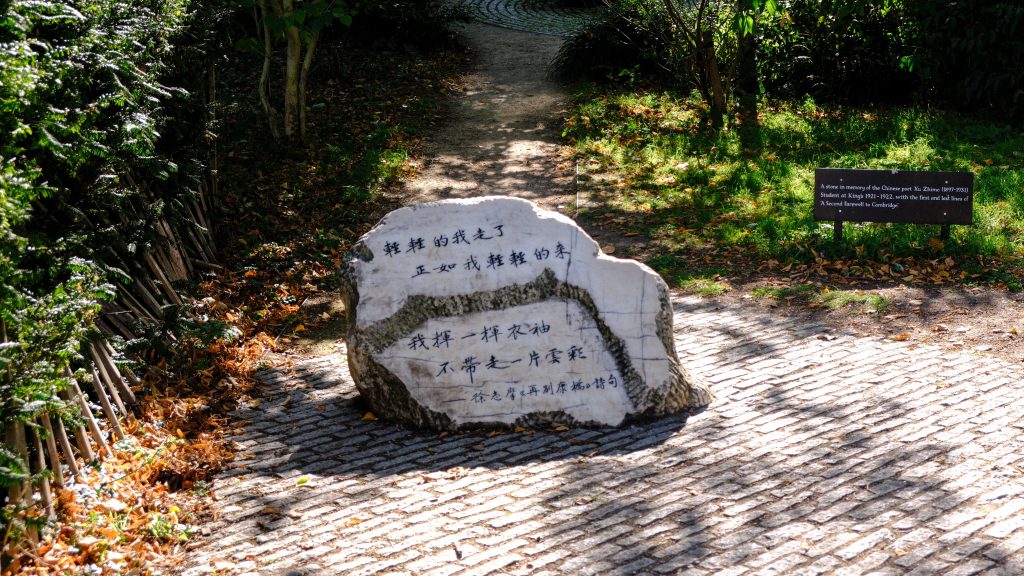 輕輕的我走了
正如我輕輕的来
我揮一揮衣袖
不帶走一片雲彩
——徐志摩《再别康橋》詩句
A stone in memory of the Chinese poet Xu Zhimo (1897-1931)
Student at King's 1921-1922, with the first and last lines of
'A Second Farewell to Cambridge'